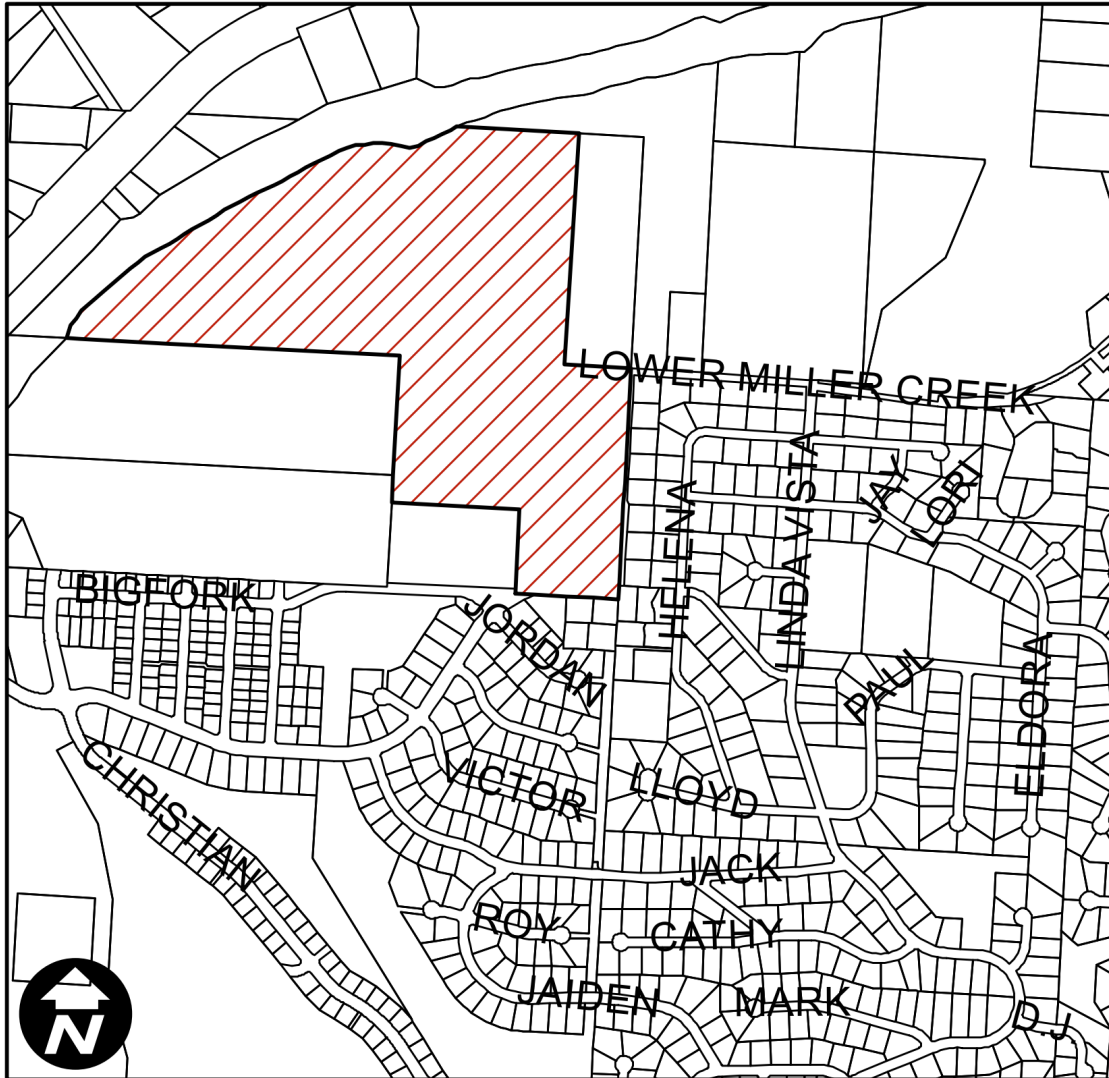 LOWER MILLER CREEK
JAY
LORI
LINDA VISTA
HELENA
BIGFORK
JORDAN
PAUL
ELDORA
CHRISTIAN
VICTOR
LLOYD
JACK
ROY
CATHY
JAIDEN
MARK
D.J.
N